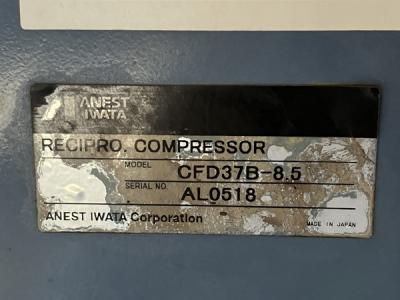 ANEST
IWATA
RECIPRO. COMPRESSOR
MODEL CFD37B-8.5
SERIAL NO. AL0518
ANEST IWATA Corporation MADE IN JAPAN